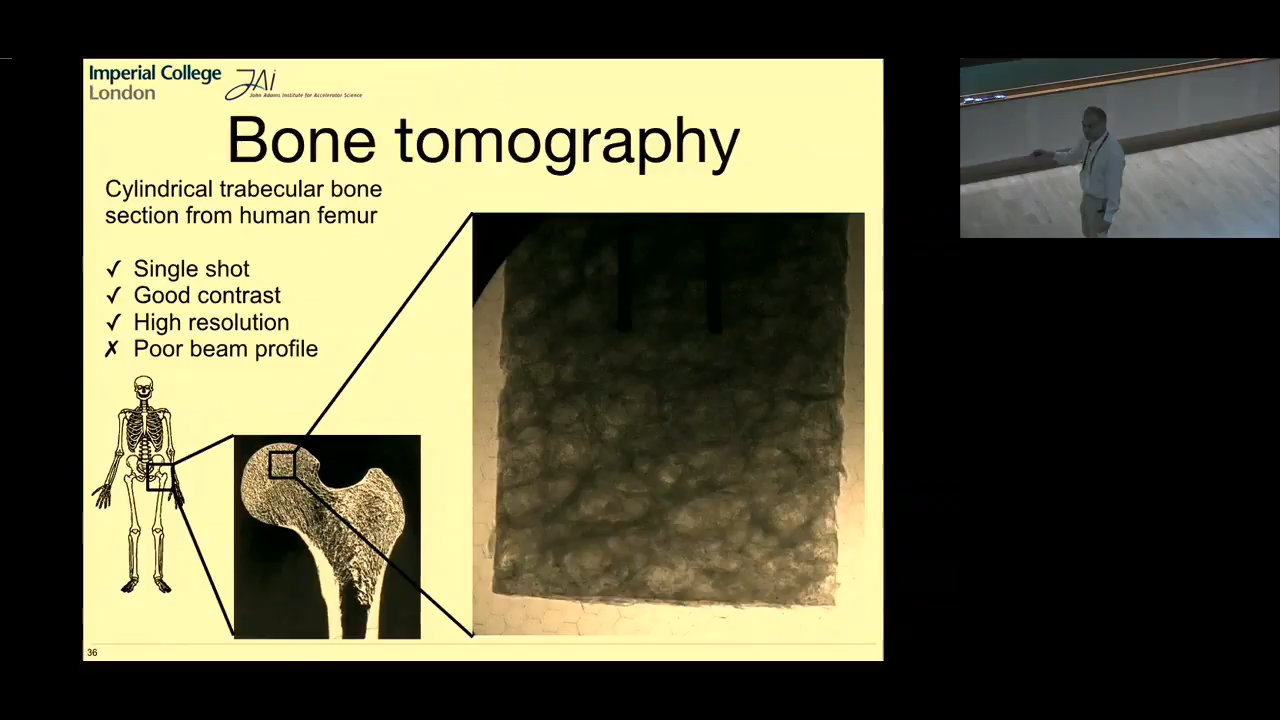 Imperial College
London
JAi
John Adams Institute for Accelerator Science
Bone tomography
Cylindrical trabecular bone
section from human femur
✓ Single shot
✓ Good contrast
✓ High resolution
✗ Poor beam profile
36